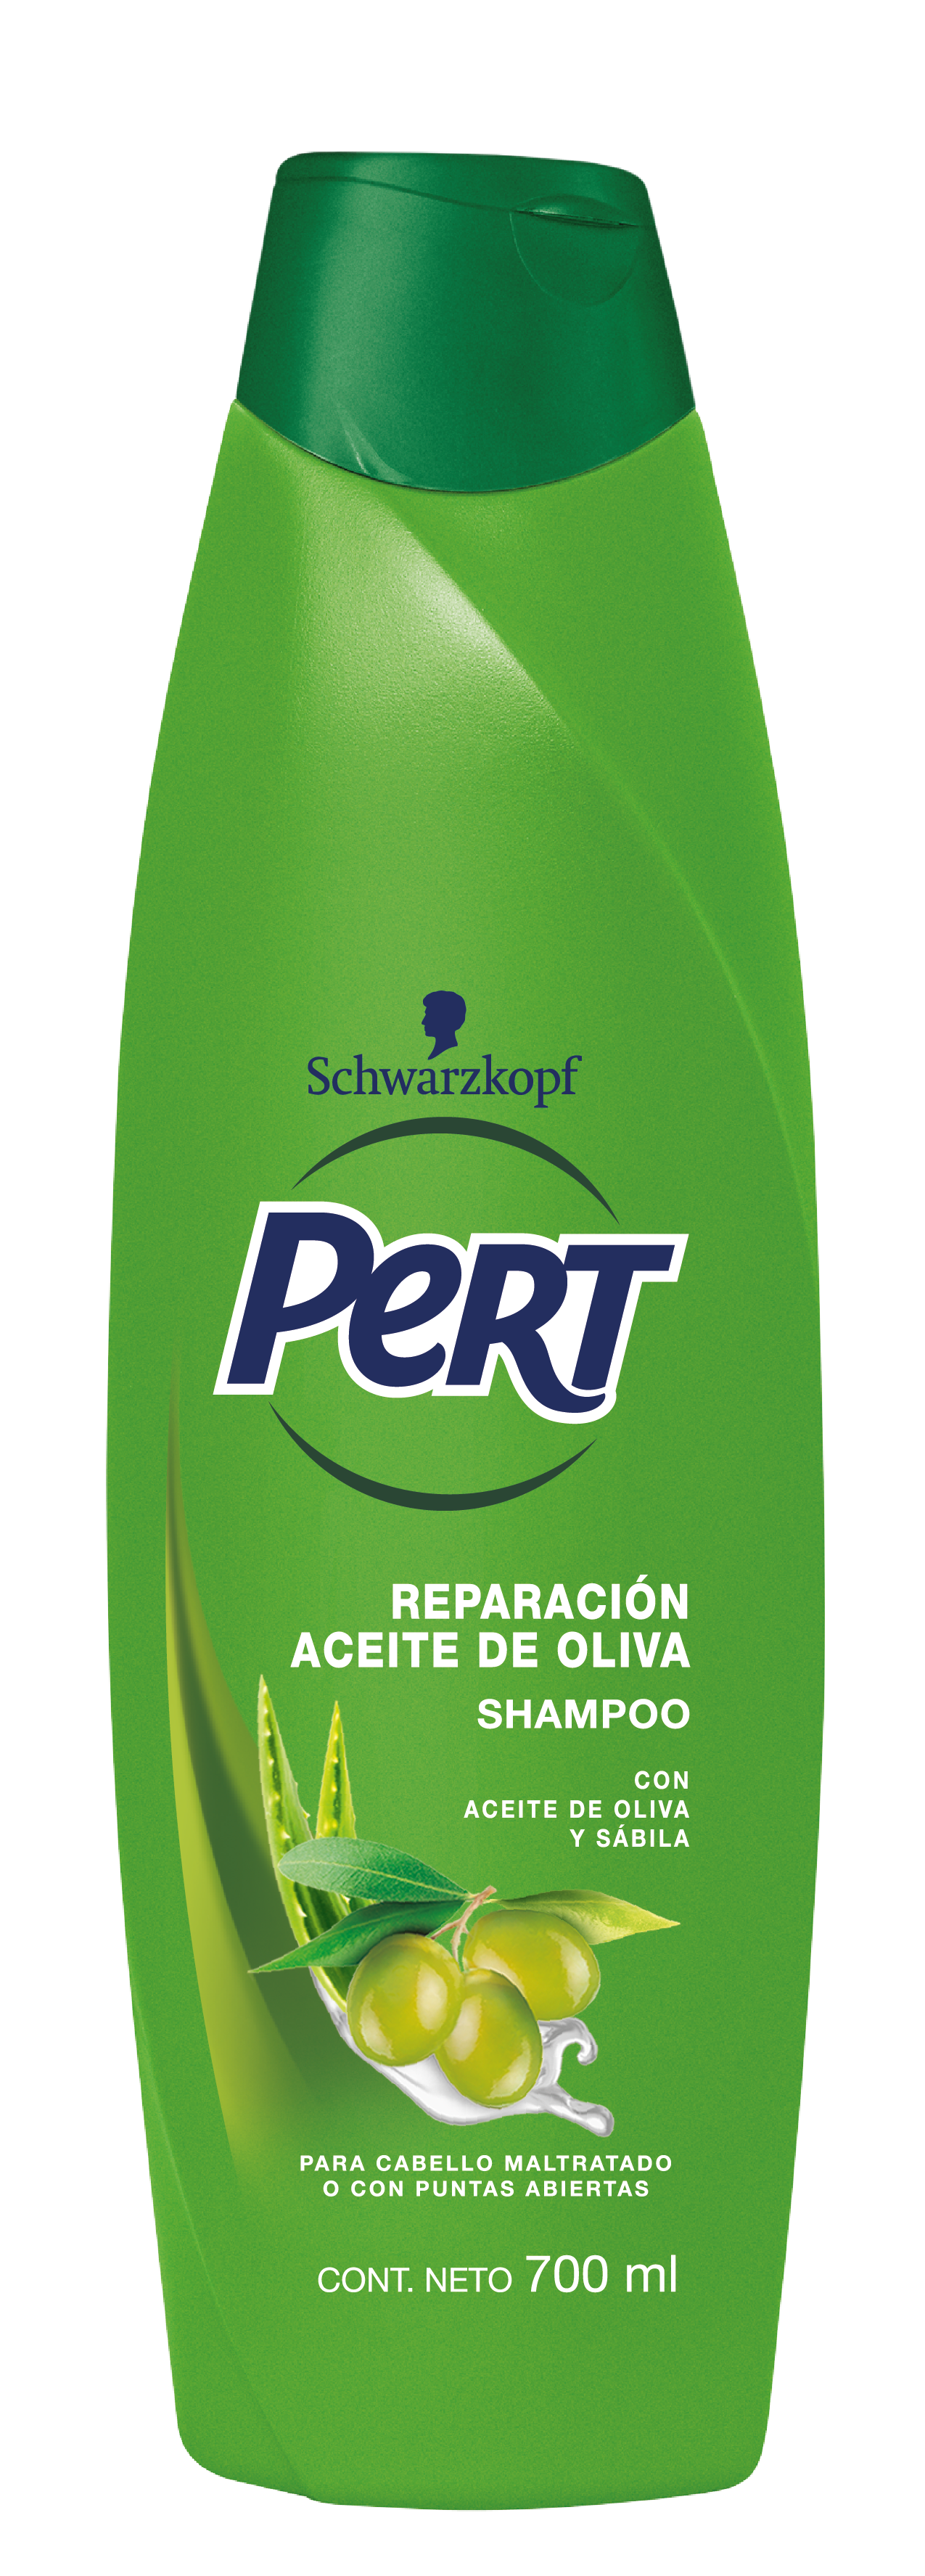 Schwarzkopf
PERT
REPARACIÓN
ACEITE DE OLIVA
SHAMPOO
CON
ACEITE DE OLIVA
Y SÁBILA
PARA CABELLO MALTRATADO
O CON PUNTAS ABIERTAS
CONT. NETO 700 ml